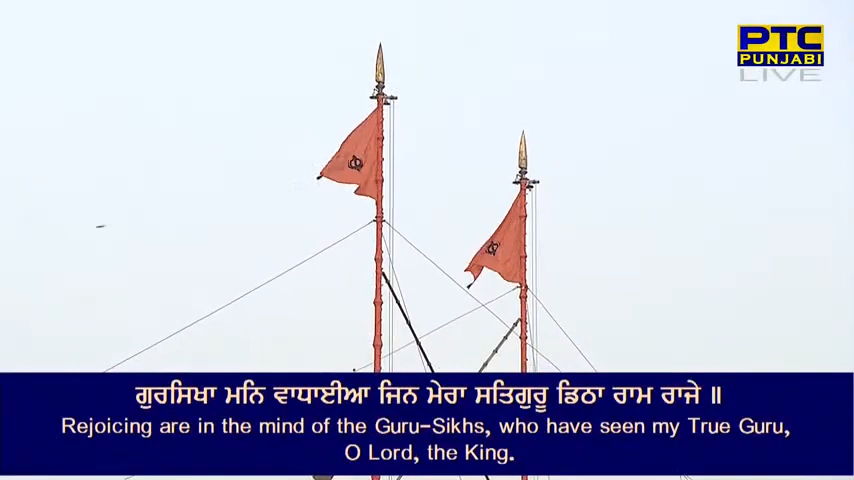 PTC
PUNJABI
LIVE
ਗੁਰਸਿਖਾ ਮਨਿ ਵਾਧਾਈਆ ਜਿਨ ਮੇਰਾ ਸਤਿਗੁਰੂ ਡਿਠਾ ਰਾਮ ਰਾਜੇ ॥
Rejoicing are in the mind of the Guru-Sikhs, who have seen my True Guru,
O Lord, the King.